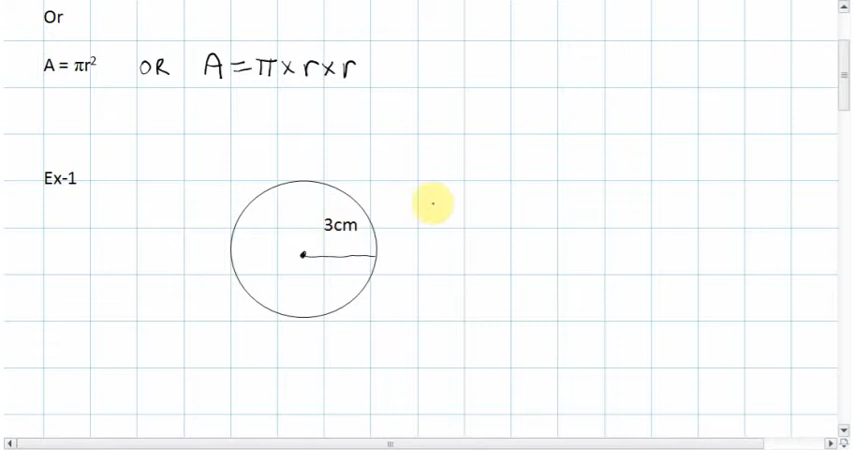 Or
A = πr² OR A = π × r × r
Ex-1
3cm